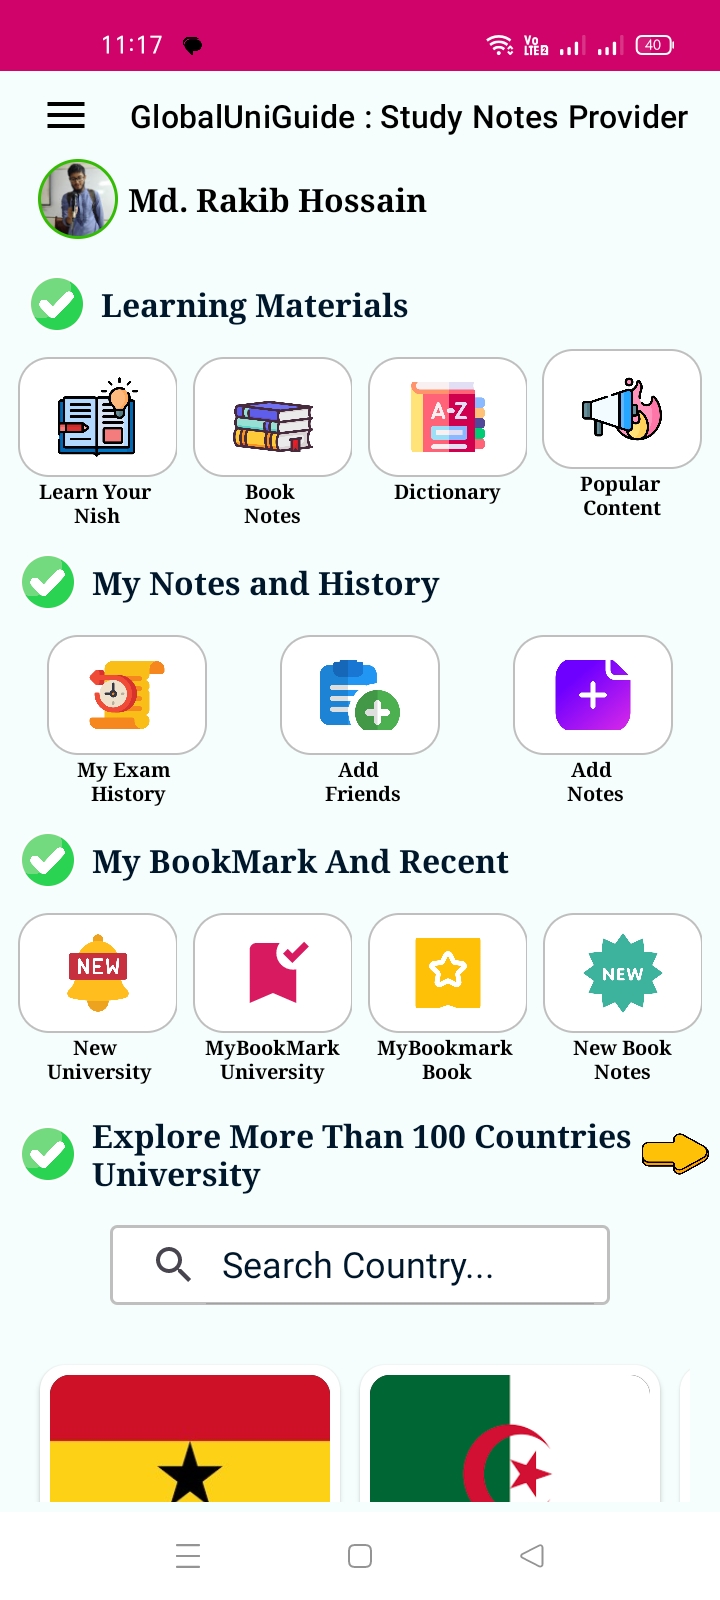 11:17
Vo
LTE2
40
GlobalUniGuide : Study Notes Provider
Md. Rakib Hossain
Learning Materials
A-Z
Learn Your
Nish
Book
Notes
Dictionary
Popular
Content
My Notes and History
My Exam
History
Add
Friends
Add
Notes
My BookMark And Recent
NEW
NEW
New
University
MyBookMark
University
MyBookmark
Book
New Book
Notes
Explore More Than 100 Countries
University
Search Country...